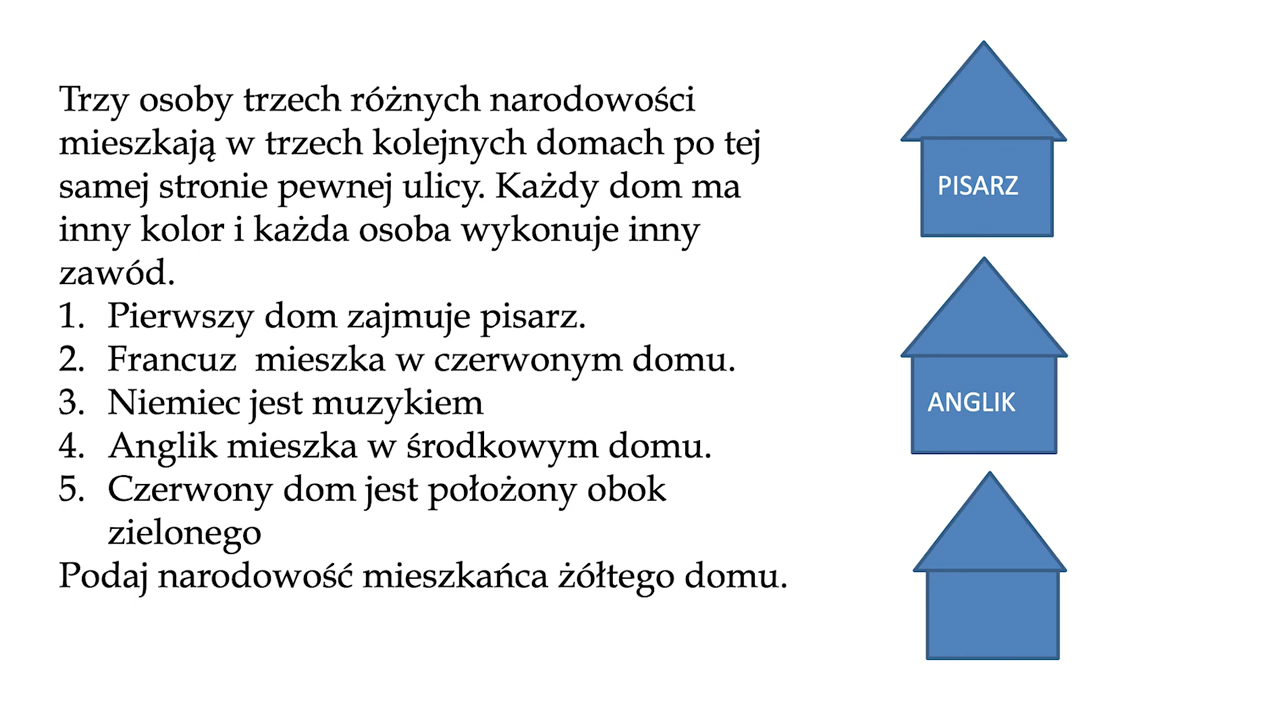 Trzy osoby trzech różnych narodowości
mieszkają w trzech kolejnych domach po tej
samej stronie pewnej ulicy. Każdy dom ma
inny kolor i każda osoba wykonuje inny
zawód.
1. Pierwszy dom zajmuje pisarz.
2. Francuz mieszka w czerwonym domu.
3. Niemiec jest muzykiem
4. Anglik mieszka w środkowym domu.
5. Czerwony dom jest położony obok
zielonego
Podaj narodowość mieszkańca żółtego domu.
PISARZ
ANGLIK